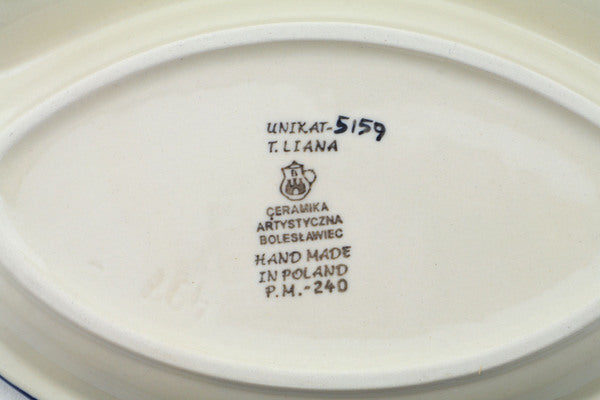 UNIKAT-5159
T. LIANA
CERAMIKA
ARTYSTYCZNA
BOLESŁAWIEC
HAND MADE
IN POLAND
P.M.-240